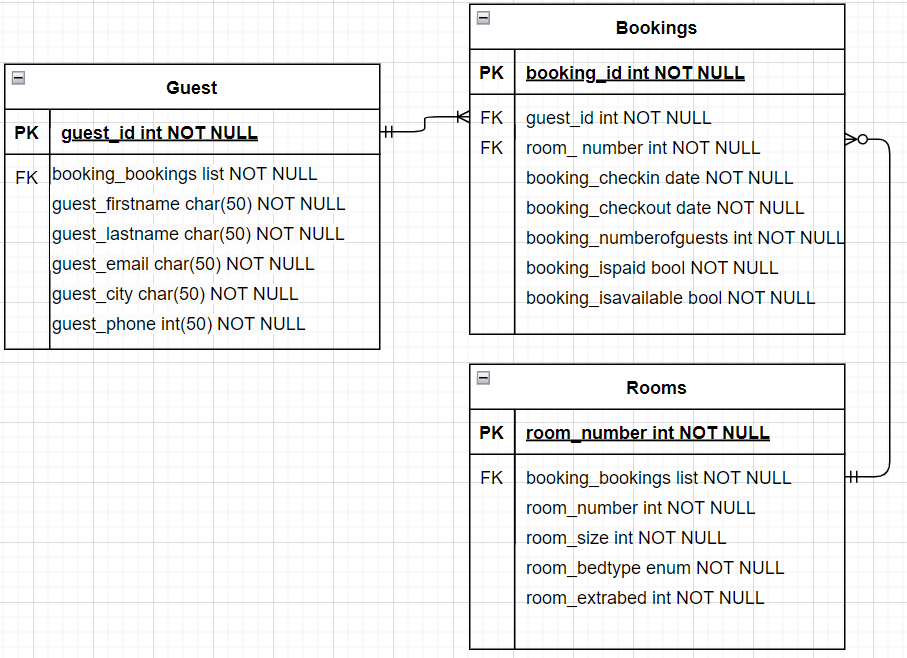 Guest
PK guest_id int NOT NULL
FK booking_bookings list NOT NULL
guest_firstname char(50) NOT NULL
guest_lastname char(50) NOT NULL
guest_email char(50) NOT NULL
guest_city char(50) NOT NULL
guest_phone int(50) NOT NULL
Bookings
PK booking_id int NOT NULL
FK guest_id int NOT NULL
FK room_ number int NOT NULL
booking_checkin date NOT NULL
booking_checkout date NOT NULL
booking_numberofguests int NOT NULL
booking_ispaid bool NOT NULL
booking_isavailable bool NOT NULL
Rooms
PK room_number int NOT NULL
FK booking_bookings list NOT NULL
room_number int NOT NULL
room_size int NOT NULL
room_bedtype enum NOT NULL
room_extrabed int NOT NULL